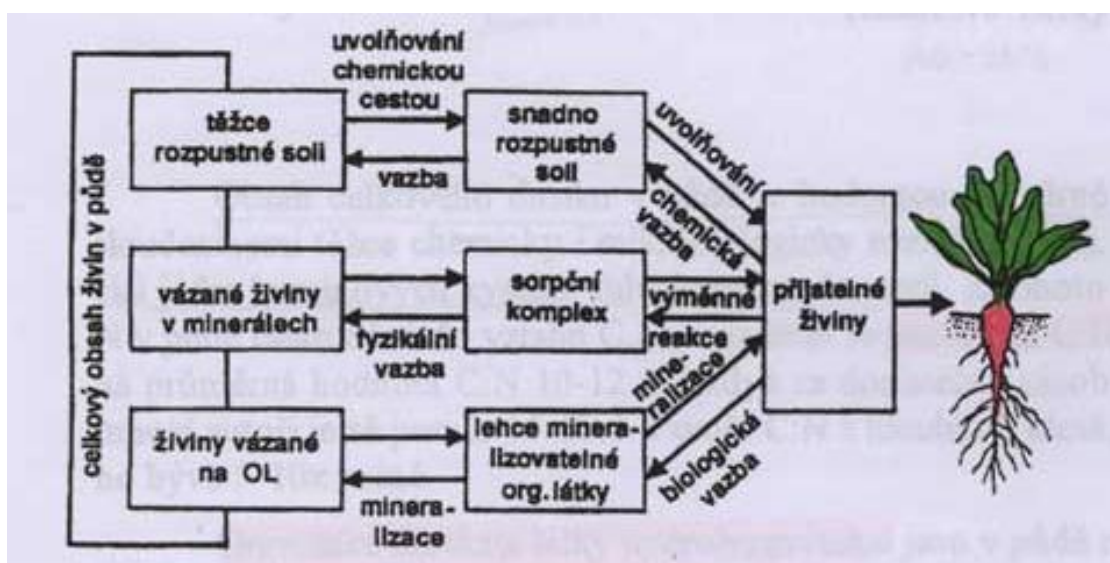 celkový obsah živin v půdě
uvolňování
chemickou
cestou
těžce
rozpustné soli
vazba
snadno
rozpustné
soli
uvolňování
chemická
vazba
vázané živiny
v minerálech
fyzikální
vazba
sorpční
komplex
výměnné
reakce
přijatelné
živiny
živiny vázané
na OL
minera-
lizace
lehce minera-
lizovatelné
org. látky
mine-
ralizace
biologická
vazba